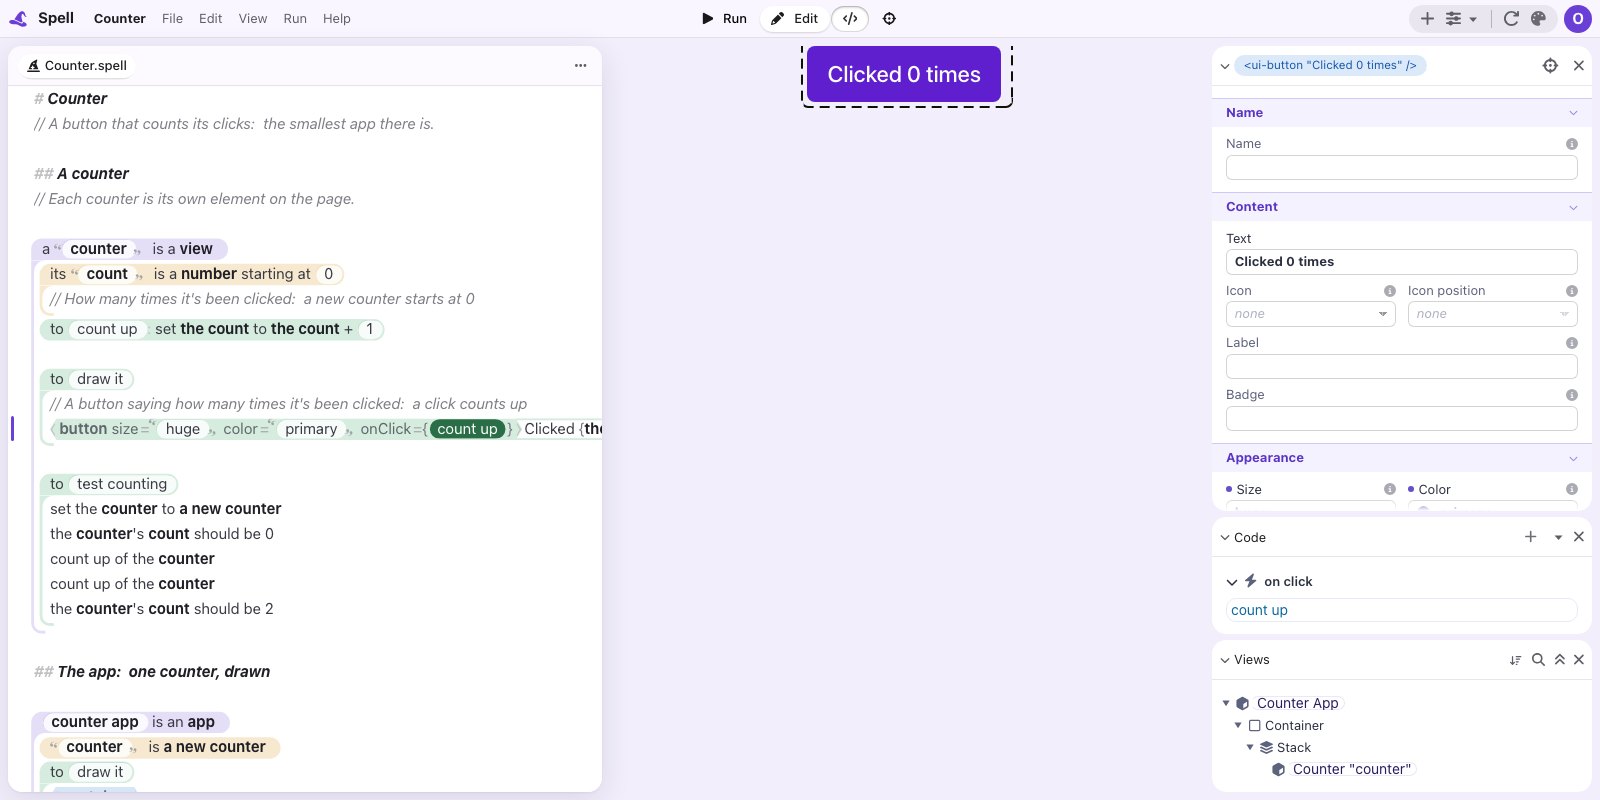 Spell Counter File Edit View Run Help
Run Edit </> O
Counter.spell
# Counter
// A button that counts its clicks: the smallest app there is.
## A counter
// Each counter is its own element on the page.
a “ counter ” is a view
its “ count ” is a number starting at 0
// How many times it's been clicked: a new counter starts at 0
to count up : set the count to the count + 1
to draw it
// A button saying how many times it's been clicked: a click counts up
<button size=“ huge ” color=“ primary ” onClick={ count up }>Clicked {the
to test counting
set the counter to a new counter
the counter's count should be 0
count up of the counter
count up of the counter
the counter's count should be 2
## The app: one counter, drawn
counter app is an app
“ counter ” is a new counter
to draw it
Clicked 0 times
<ui-button "Clicked 0 times" />
Name
Name
Content
Text
Clicked 0 times
Icon Icon position
none none
Label
Badge
Appearance
Size Color
Code
on click
count up
Views
Counter App
Container
Stack
Counter "counter"